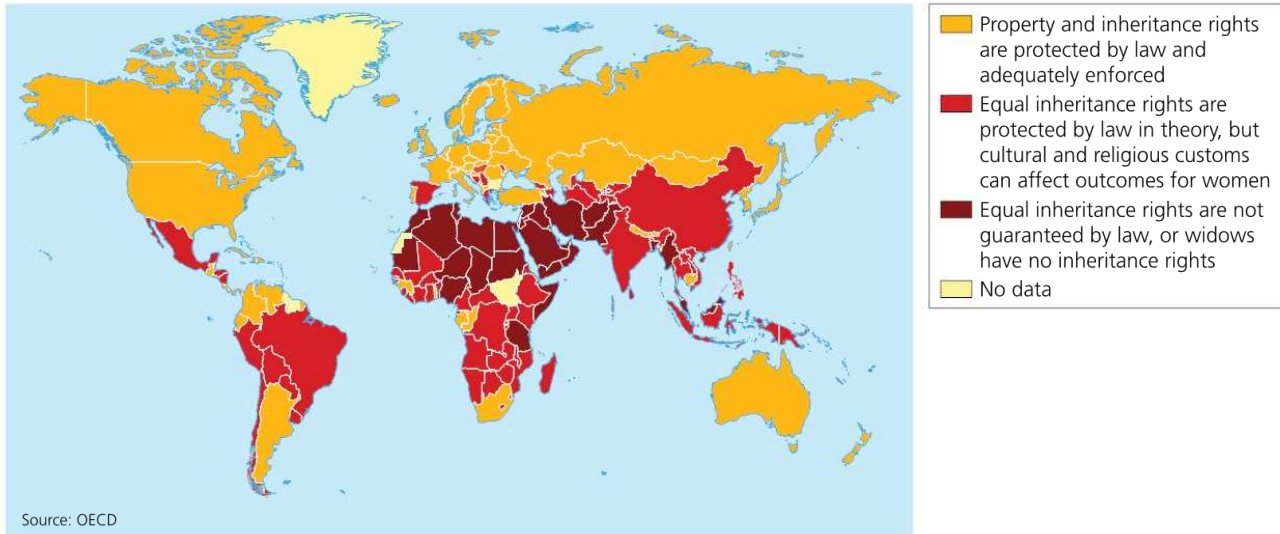 Property and inheritance rights
are protected by law and
adequately enforced
Equal inheritance rights are
protected by law in theory, but
cultural and religious customs
can affect outcomes for women
Equal inheritance rights are not
guaranteed by law, or widows
have no inheritance rights
No data
Source: OECD